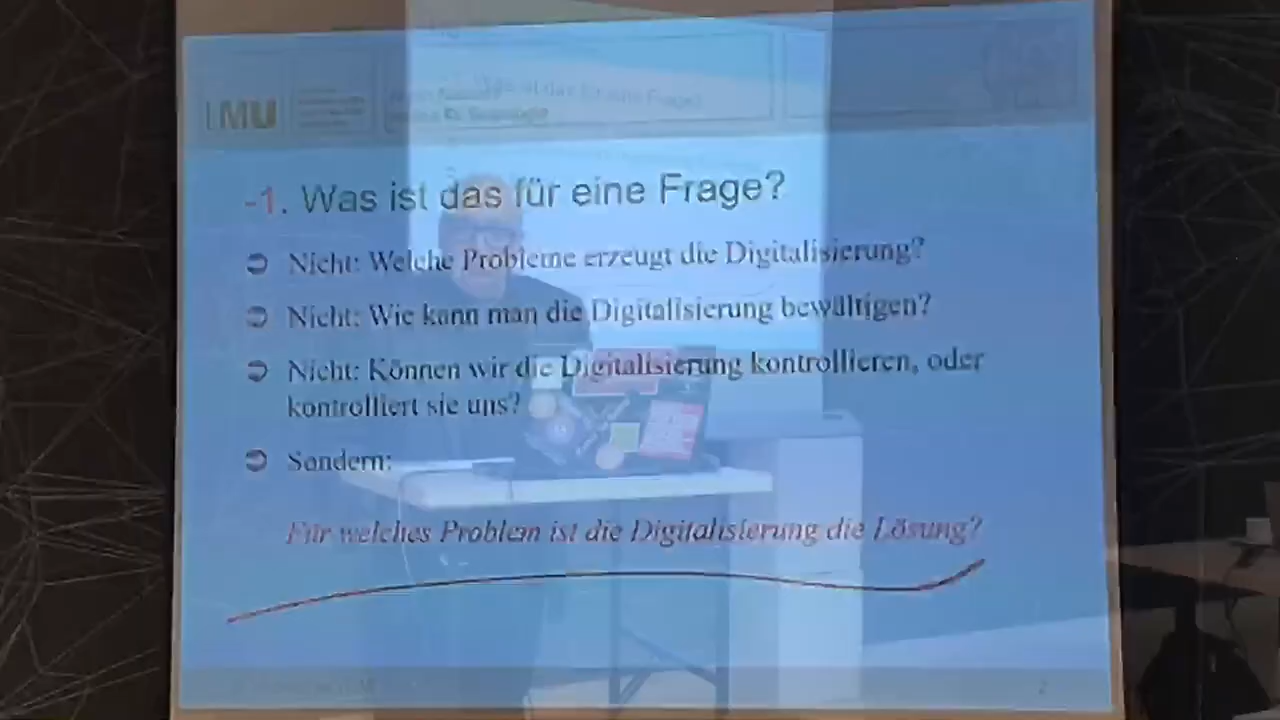 LMU
-1. Was ist das für eine Frage?
Nicht: Welche Probleme erzeugt die Digitalisierung?
Nicht: Wie kann man die Digitalisierung bewältigen?
Nicht: Können wir die Digitalisierung kontrollieren, oder
kontrolliert sie uns?
Sondern:
Für welches Problem ist die Digitalisierung die Lösung?
2